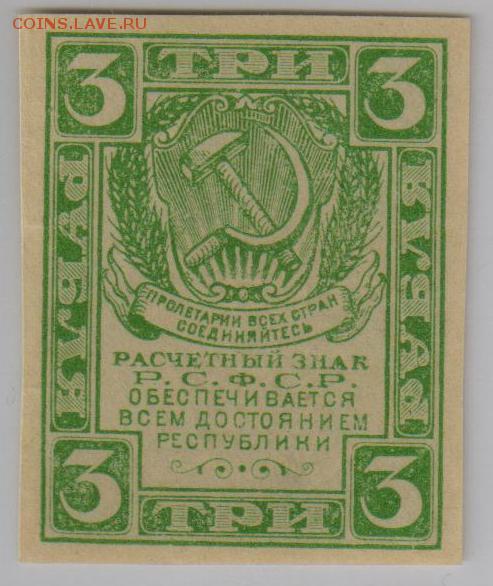 COINS.LAVE.RU
3 ТРИ 3
РУБЛЯ
РУБЛЯ
ПРОЛЕТАРИИ ВСЕХ СТРАН
СОЕДИНЯЙТЕСЬ
РАСЧЕТНЫЙ ЗНАК
Р.С.Ф.С.Р.
ОБЕСПЕЧИВАЕТСЯ
ВСЕМ ДОСТОЯНИЕМ
РЕСПУБЛИКИ
3 ТРИ 3